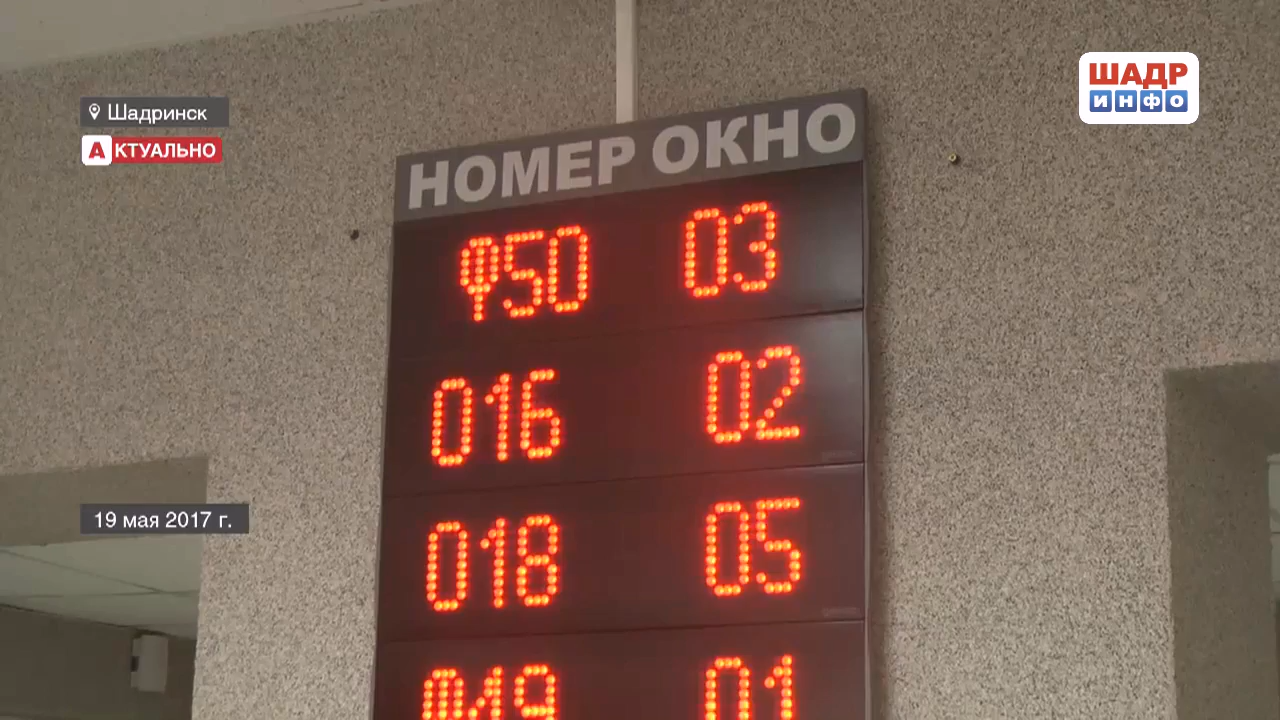 ШАДР
ИНФО
Шадринск
АКТУАЛЬНО
НОМЕР ОКНО
Ф50 03
016 02
018 05
19 мая 2017 г.
01